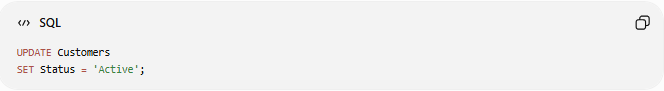 </> SQL
UPDATE Customers
SET Status = 'Active';